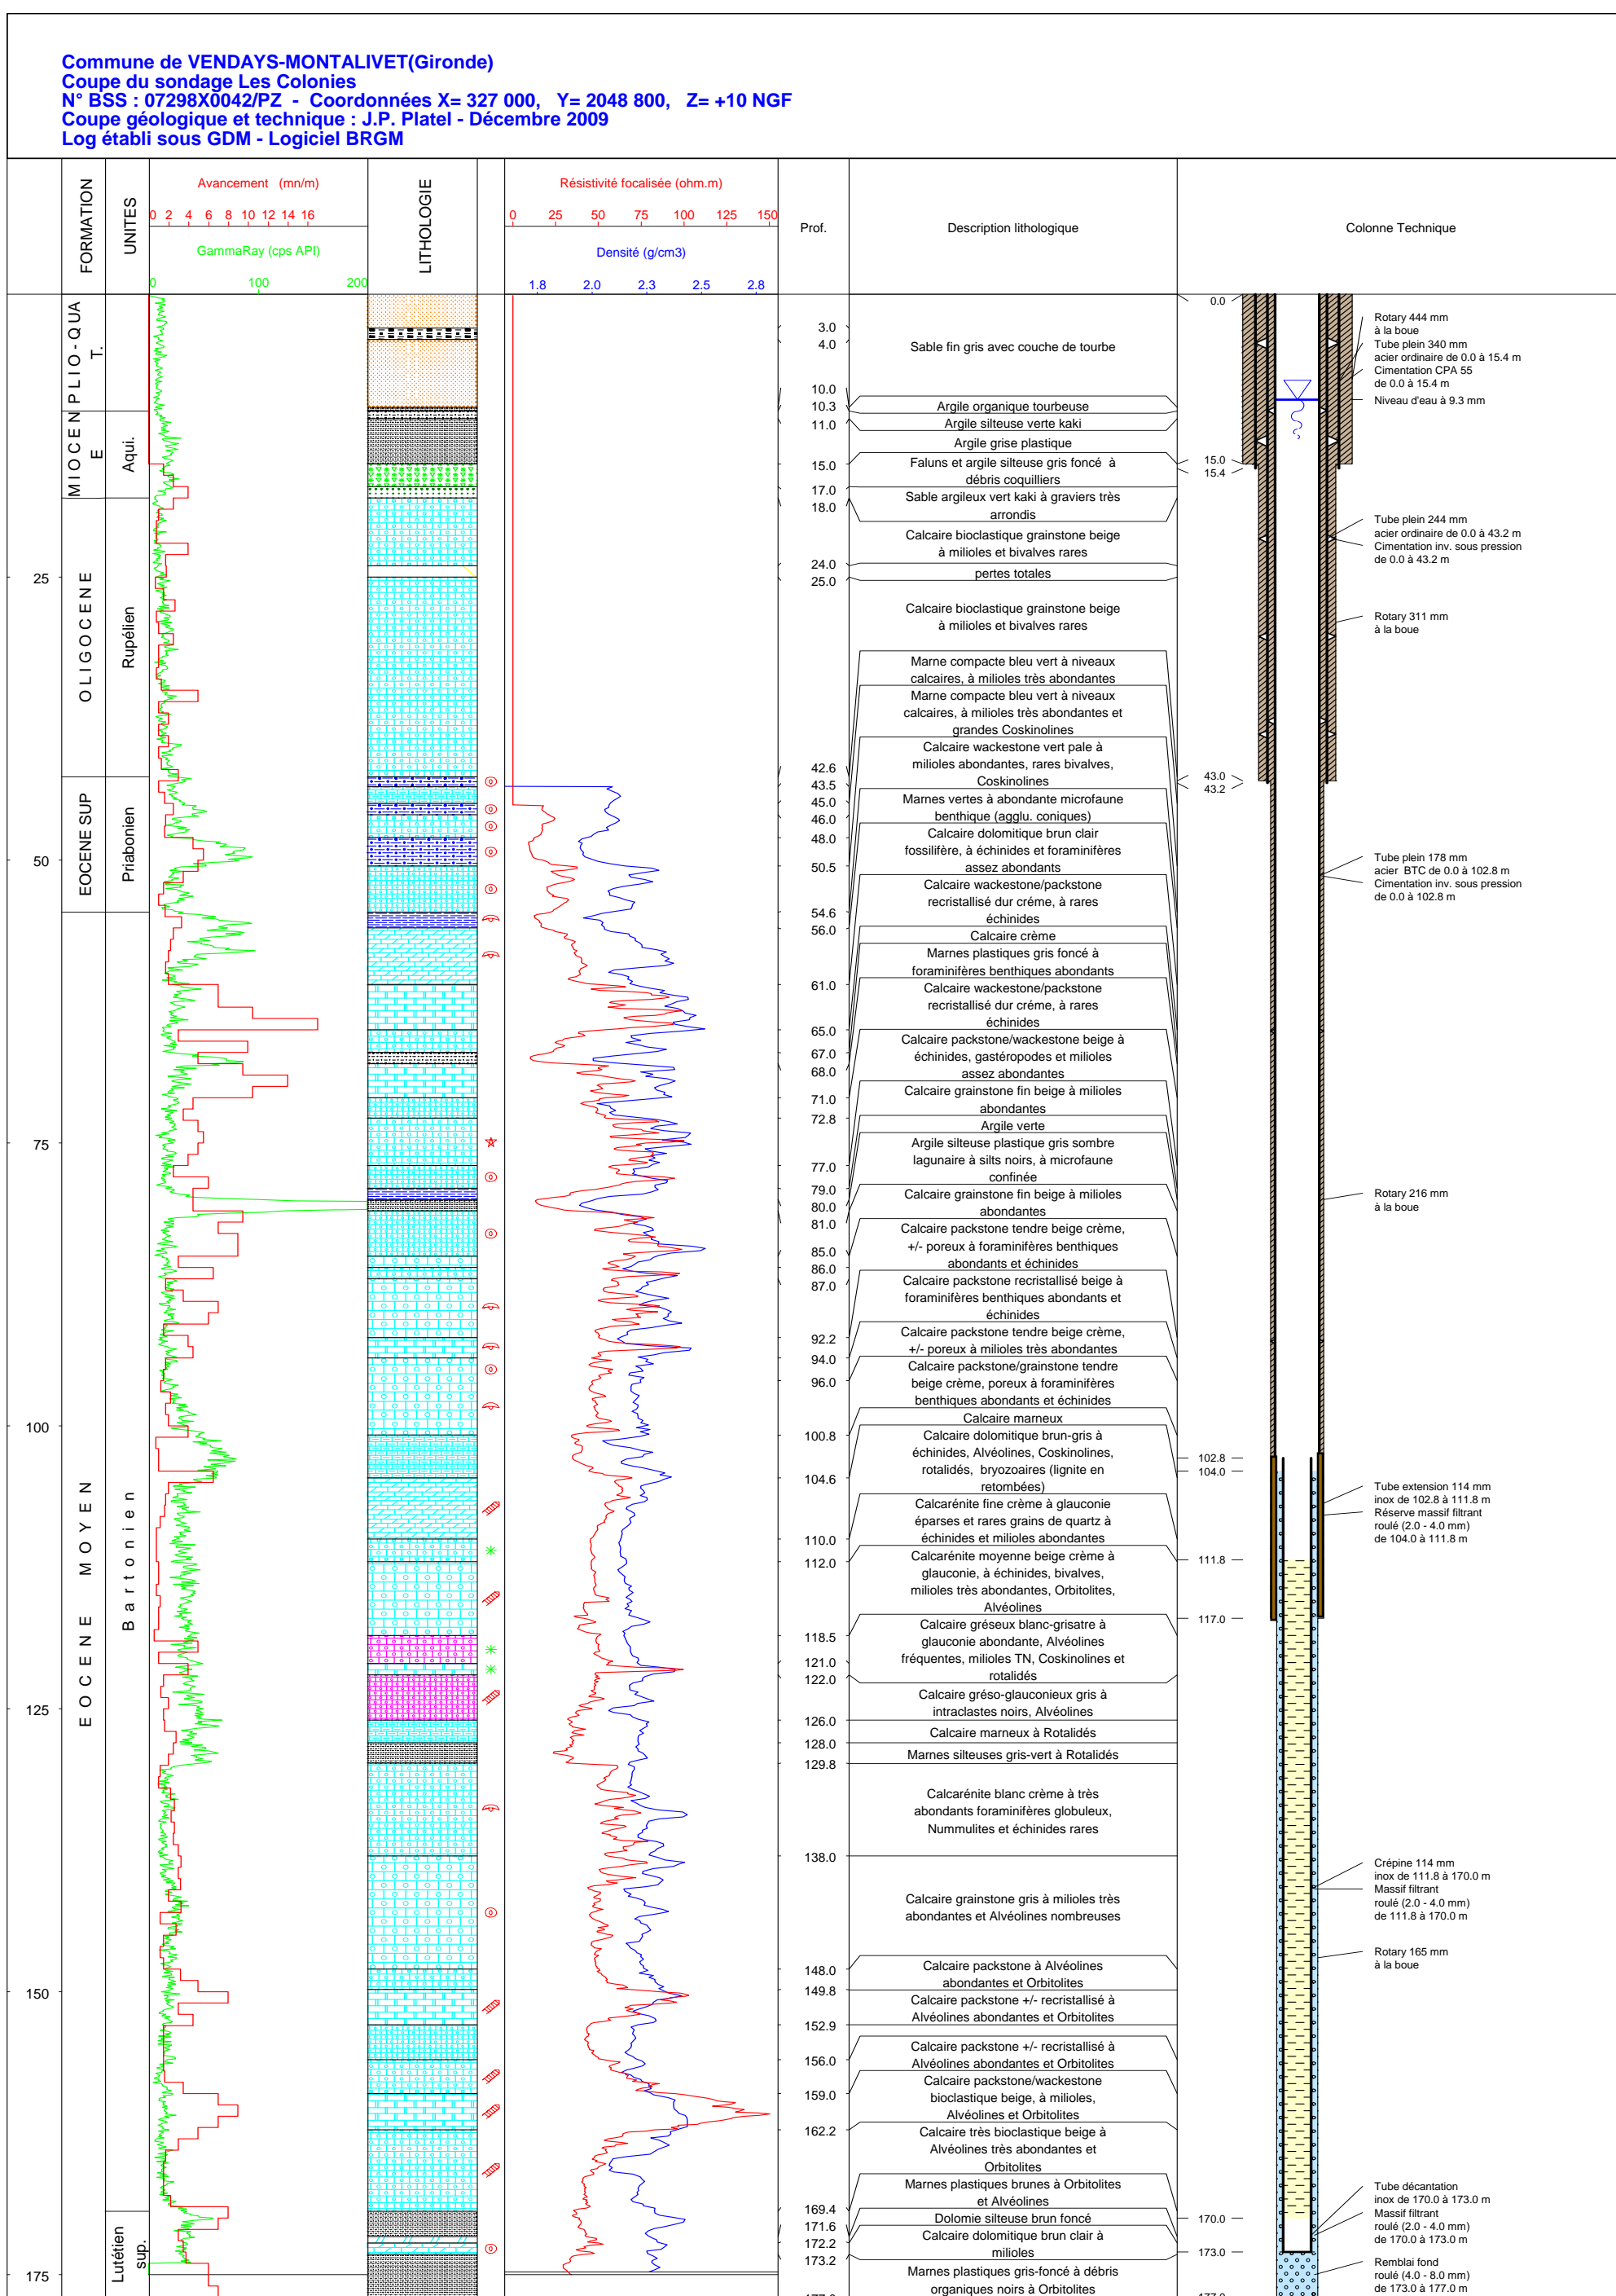 Commune de VENDAYS-MONTALIVET(Gironde)
Coupe du sondage Les Colonies
N° BSS : 07298X0042/PZ - Coordonnées X= 327 000, Y= 2048 800, Z= +10 NGF
Coupe géologique et technique : J.P. Platel - Décembre 2009
Log établi sous GDM - Logiciel BRGM
FORMATION
UNITES
Avancement (mn/m)
0 2 4 6 8 10 12 14 16
GammaRay (cps API)
0 100 200
LITHOLOGIE
Résistivité focalisée (ohm.m)
0 25 50 75 100 125 150
Densité (g/cm3)
1.8 2.0 2.3 2.5 2.8
Prof.
Description lithologique
Colonne Technique
25
50
75
100
125
150
175
PLIO-QUA
T.
MIOCEN
E
OLIGOCENE
EOCENE SUP
EOCENE MOYEN
Aqui.
Rupélien
Priabonien
Bartonien
Lutétien
sup.
3.0
4.0
10.0
10.3
11.0
15.0
17.0
18.0
24.0
25.0
42.6
43.5
45.0
46.0
48.0
50.5
54.6
56.0
61.0
65.0
67.0
68.0
71.0
72.8
77.0
79.0
80.0
81.0
85.0
86.0
87.0
92.2
94.0
96.0
100.8
104.6
110.0
112.0
118.5
121.0
122.0
126.0
128.0
129.8
138.0
148.0
149.8
152.9
156.0
159.0
162.2
169.4
171.6
172.2
173.2
Sable fin gris avec couche de tourbe
Argile organique tourbeuse
Argile silteuse verte kaki
Argile grise plastique
Faluns et argile silteuse gris foncé à
débris coquilliers
Sable argileux vert kaki à graviers très
arrondis
Calcaire bioclastique grainstone beige
à milioles et bivalves rares
pertes totales
Calcaire bioclastique grainstone beige
à milioles et bivalves rares
Marne compacte bleu vert à niveaux
calcaires, à milioles très abondantes
Marne compacte bleu vert à niveaux
calcaires, à milioles très abondantes et
grandes Coskinolines
Calcaire wackestone vert pale à
milioles abondantes, rares bivalves,
Coskinolines
Marnes vertes à abondante microfaune
benthique (agglu. coniques)
Calcaire dolomitique brun clair
fossilifère, à échinides et foraminifères
assez abondants
Calcaire wackestone/packstone
recristallisé dur créme, à rares
échinides
Calcaire crème
Marnes plastiques gris foncé à
foraminifères benthiques abondants
Calcaire wackestone/packstone
recristallisé dur créme, à rares
échinides
Calcaire packstone/wackestone beige à
échinides, gastéropodes et milioles
assez abondantes
Calcaire grainstone fin beige à milioles
abondantes
Argile verte
Argile silteuse plastique gris sombre
lagunaire à silts noirs, à microfaune
confinée
Calcaire grainstone fin beige à milioles
abondantes
Calcaire packstone tendre beige crème,
+/- poreux à foraminifères benthiques
abondants et échinides
Calcaire packstone recristallisé beige à
foraminifères benthiques abondants et
échinides
Calcaire packstone tendre beige crème,
+/- poreux à milioles très abondantes
Calcaire packstone/grainstone tendre
beige crème, poreux à foraminifères
benthiques abondants et échinides
Calcaire marneux
Calcaire dolomitique brun-gris à
échinides, Alvéolines, Coskinolines,
rotalidés, bryozoaires (lignite en
retombées)
Calcarénite fine crème à glauconie
éparses et rares grains de quartz à
échinides et milioles abondantes
Calcarénite moyenne beige crème à
glauconie, à échinides, bivalves,
milioles très abondantes, Orbitolites,
Alvéolines
Calcaire gréseux blanc-grisatre à
glauconie abondante, Alvéolines
fréquentes, milioles TN, Coskinolines et
rotalidés
Calcaire gréso-glauconieux gris à
intraclastes noirs, Alvéolines
Calcaire marneux à Rotalidés
Marnes silteuses gris-vert à Rotalidés
Calcarénite blanc crème à très
abondants foraminifères globuleux,
Nummulites et échinides rares
Calcaire grainstone gris à milioles très
abondantes et Alvéolines nombreuses
Calcaire packstone à Alvéolines
abondantes et Orbitolites
Calcaire packstone +/- recristallisé à
Alvéolines abondantes et Orbitolites
Calcaire packstone +/- recristallisé à
Alvéolines abondantes et Orbitolites
Calcaire packstone/wackestone
bioclastique beige, à milioles,
Alvéolines et Orbitolites
Calcaire très bioclastique beige à
Alvéolines très abondantes et
Orbitolites
Marnes plastiques brunes à Orbitolites
et Alvéolines
Dolomie silteuse brun foncé
Calcaire dolomitique brun clair à
milioles
Marnes plastiques gris-foncé à débris
organiques noirs à Orbitolites
0.0
15.0
15.4
43.0
43.2
102.8
104.0
111.8
117.0
170.0
173.0
Rotary 444 mm
à la boue
Tube plein 340 mm
acier ordinaire de 0.0 à 15.4 m
Cimentation CPA 55
de 0.0 à 15.4 m
Niveau d'eau à 9.3 mm
Tube plein 244 mm
acier ordinaire de 0.0 à 43.2 m
Cimentation inv. sous pression
de 0.0 à 43.2 m
Rotary 311 mm
à la boue
Tube plein 178 mm
acier BTC de 0.0 à 102.8 m
Cimentation inv. sous pression
de 0.0 à 102.8 m
Rotary 216 mm
à la boue
Tube extension 114 mm
inox de 102.8 à 111.8 m
Réserve massif filtrant
roulé (2.0 - 4.0 mm)
de 104.0 à 111.8 m
Crépine 114 mm
inox de 111.8 à 170.0 m
Massif filtrant
roulé (2.0 - 4.0 mm)
de 111.8 à 170.0 m
Rotary 165 mm
à la boue
Tube décantation
inox de 170.0 à 173.0 m
Massif filtrant
roulé (2.0 - 4.0 mm)
de 170.0 à 173.0 m
Remblai fond
roulé (4.0 - 8.0 mm)
de 173.0 à 177.0 m